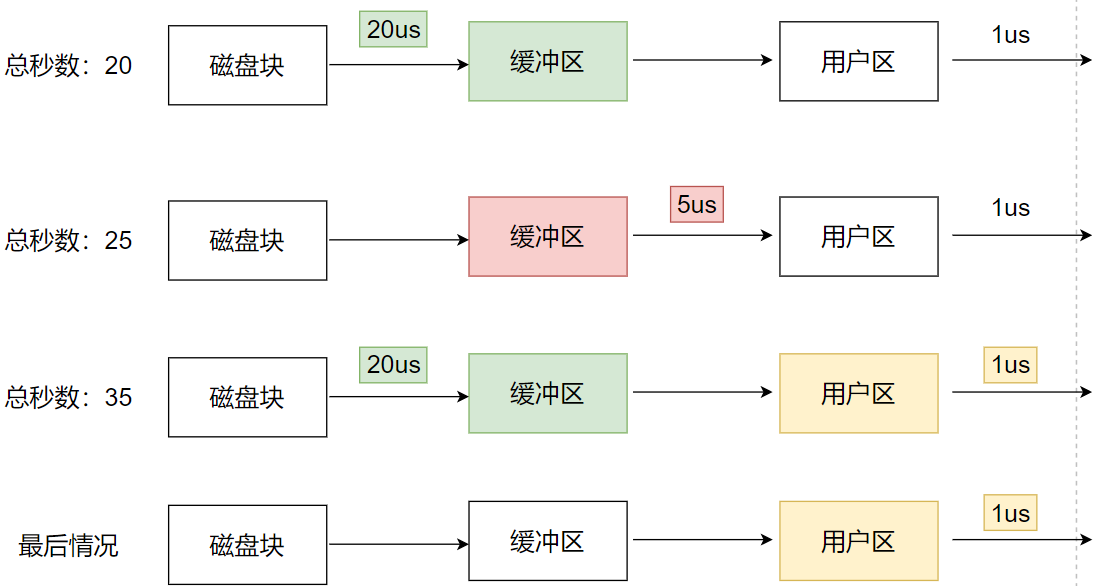 20us
1us
总秒数：20
磁盘块
缓冲区
用户区
5us
1us
总秒数：25
磁盘块
缓冲区
用户区
20us
1us
总秒数：35
磁盘块
缓冲区
用户区
1us
最后情况
磁盘块
缓冲区
用户区